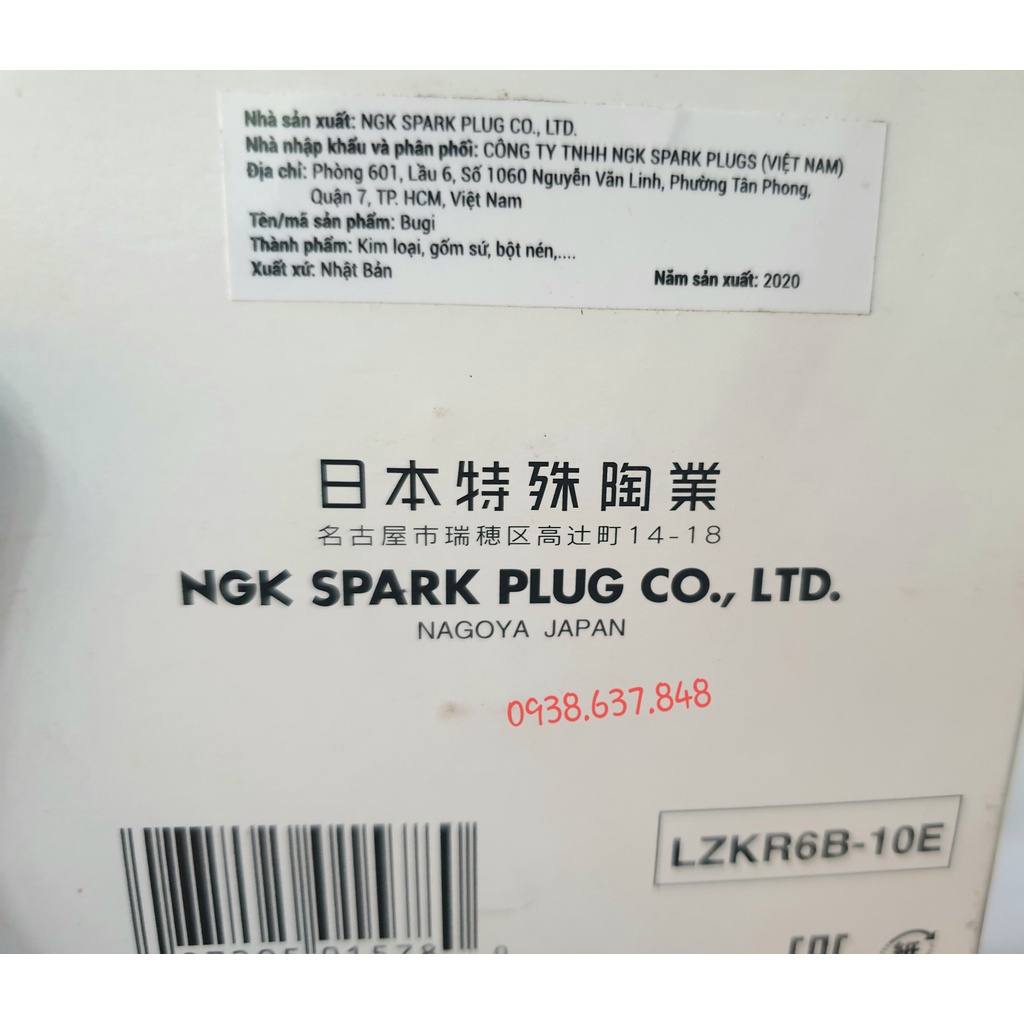 Nhà sản xuất: NGK SPARK PLUG CO., LTD.
Nhà nhập khẩu và phân phối: CÔNG TY TNHH NGK SPARK PLUGS (VIỆT NAM)
Địa chỉ: Phòng 601, Lầu 6, Số 1060 Nguyễn Văn Linh, Phường Tân Phong,
Quận 7, TP. HCM, Việt Nam
Tên/mã sản phẩm: Bugi
Thành phẩm: Kim loại, gốm sứ, bột nén,....
Xuất xứ: Nhật Bản
Năm sản xuất: 2020
日本特殊陶業
名古屋市瑞穂区高辻町14-18
NGK SPARK PLUG CO., LTD.
NAGOYA JAPAN
0938.637.848
LZKR6B-10E